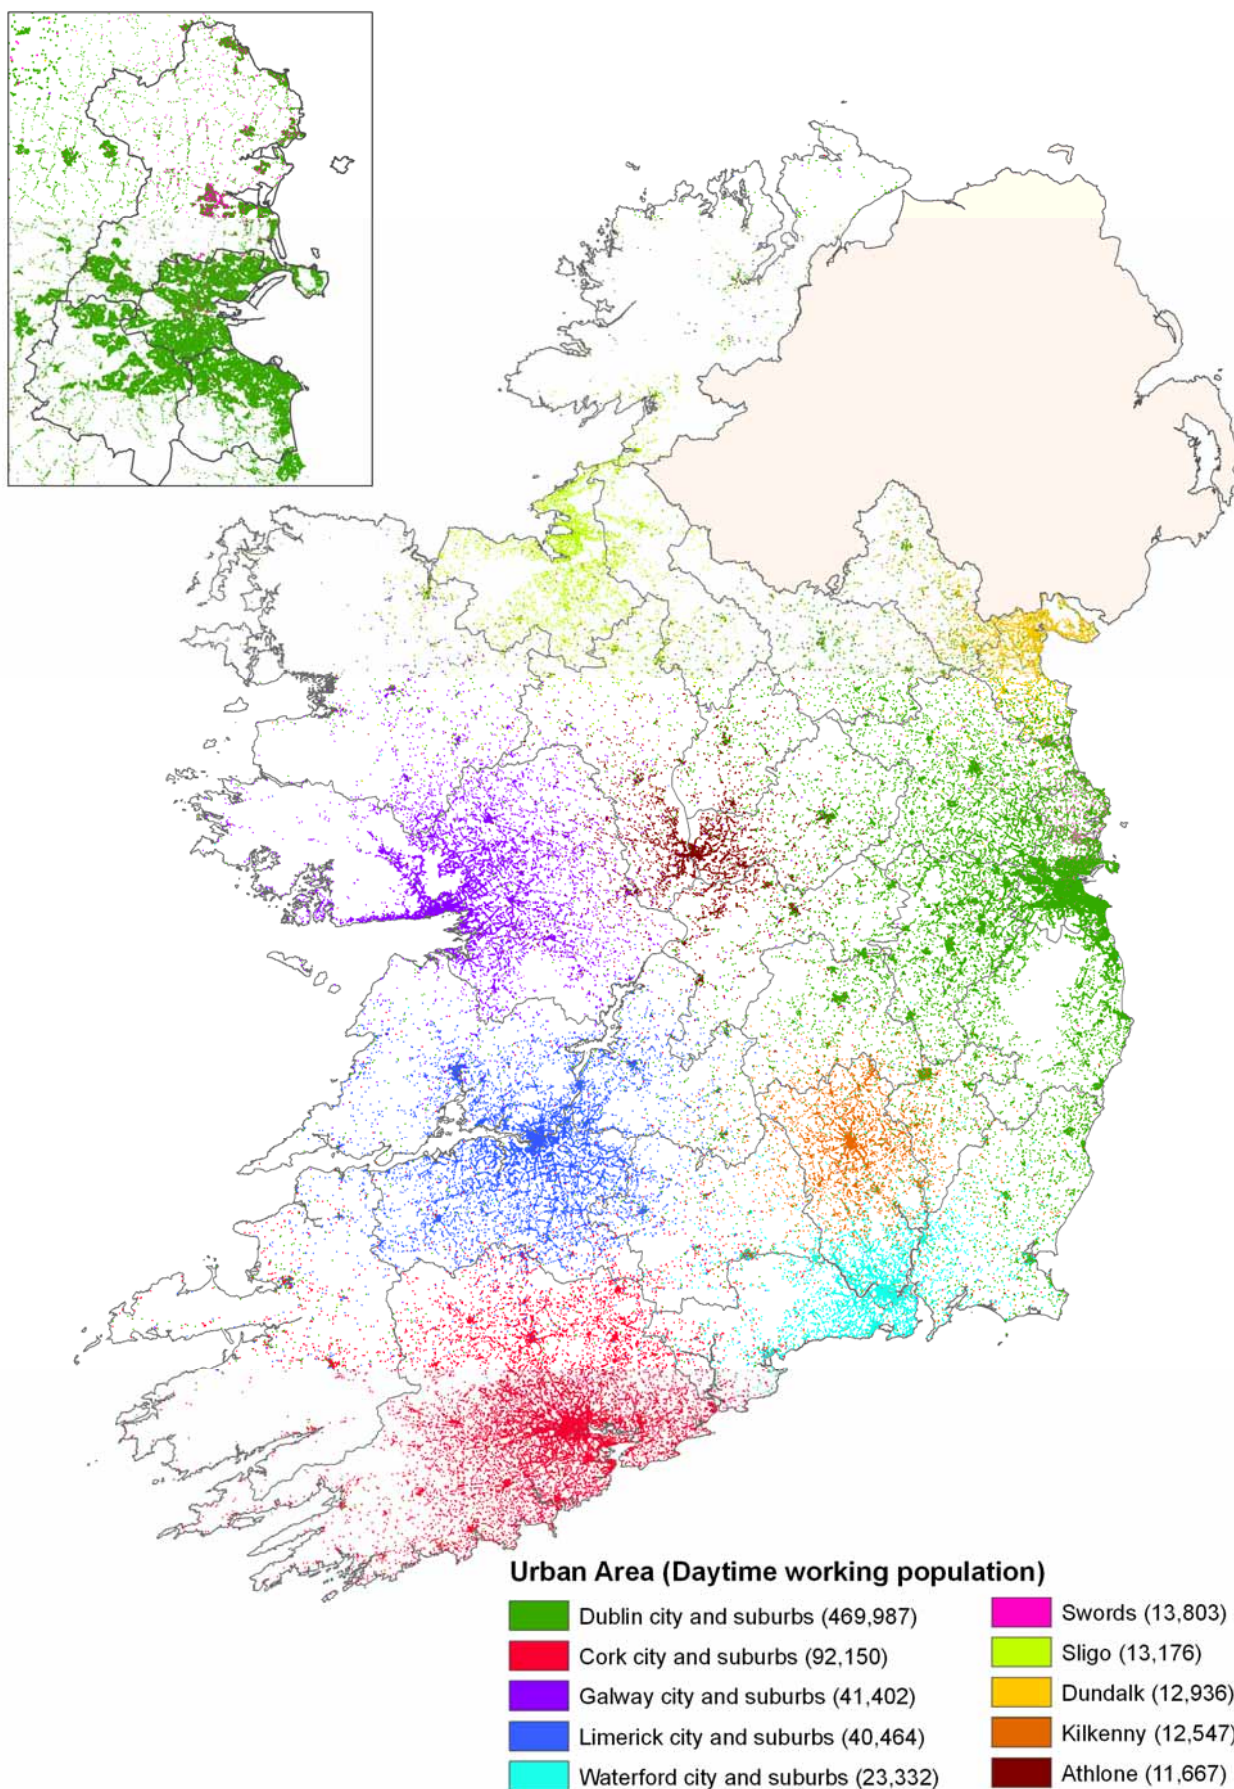 Urban Area (Daytime working population)
Dublin city and suburbs (469,987)
Cork city and suburbs (92,150)
Galway city and suburbs (41,402)
Limerick city and suburbs (40,464)
Waterford city and suburbs (23,332)
Swords (13,803)
Sligo (13,176)
Dundalk (12,936)
Kilkenny (12,547)
Athlone (11,667)